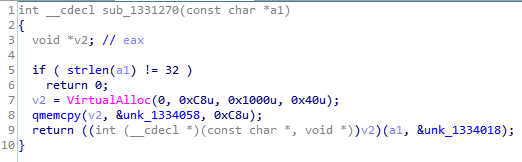 1 int __cdecl sub_1331270(const char *a1)
2 {
3   void *v2; // eax
4
5   if ( strlen(a1) != 32 )
6     return 0;
7   v2 = VirtualAlloc(0, 0xC8u, 0x1000u, 0x40u);
8   qmemcpy(v2, &unk_1334058, 0xC8u);
9   return ((int (__cdecl *)(const char *, void *))v2)(a1, &unk_1334018);
10 }